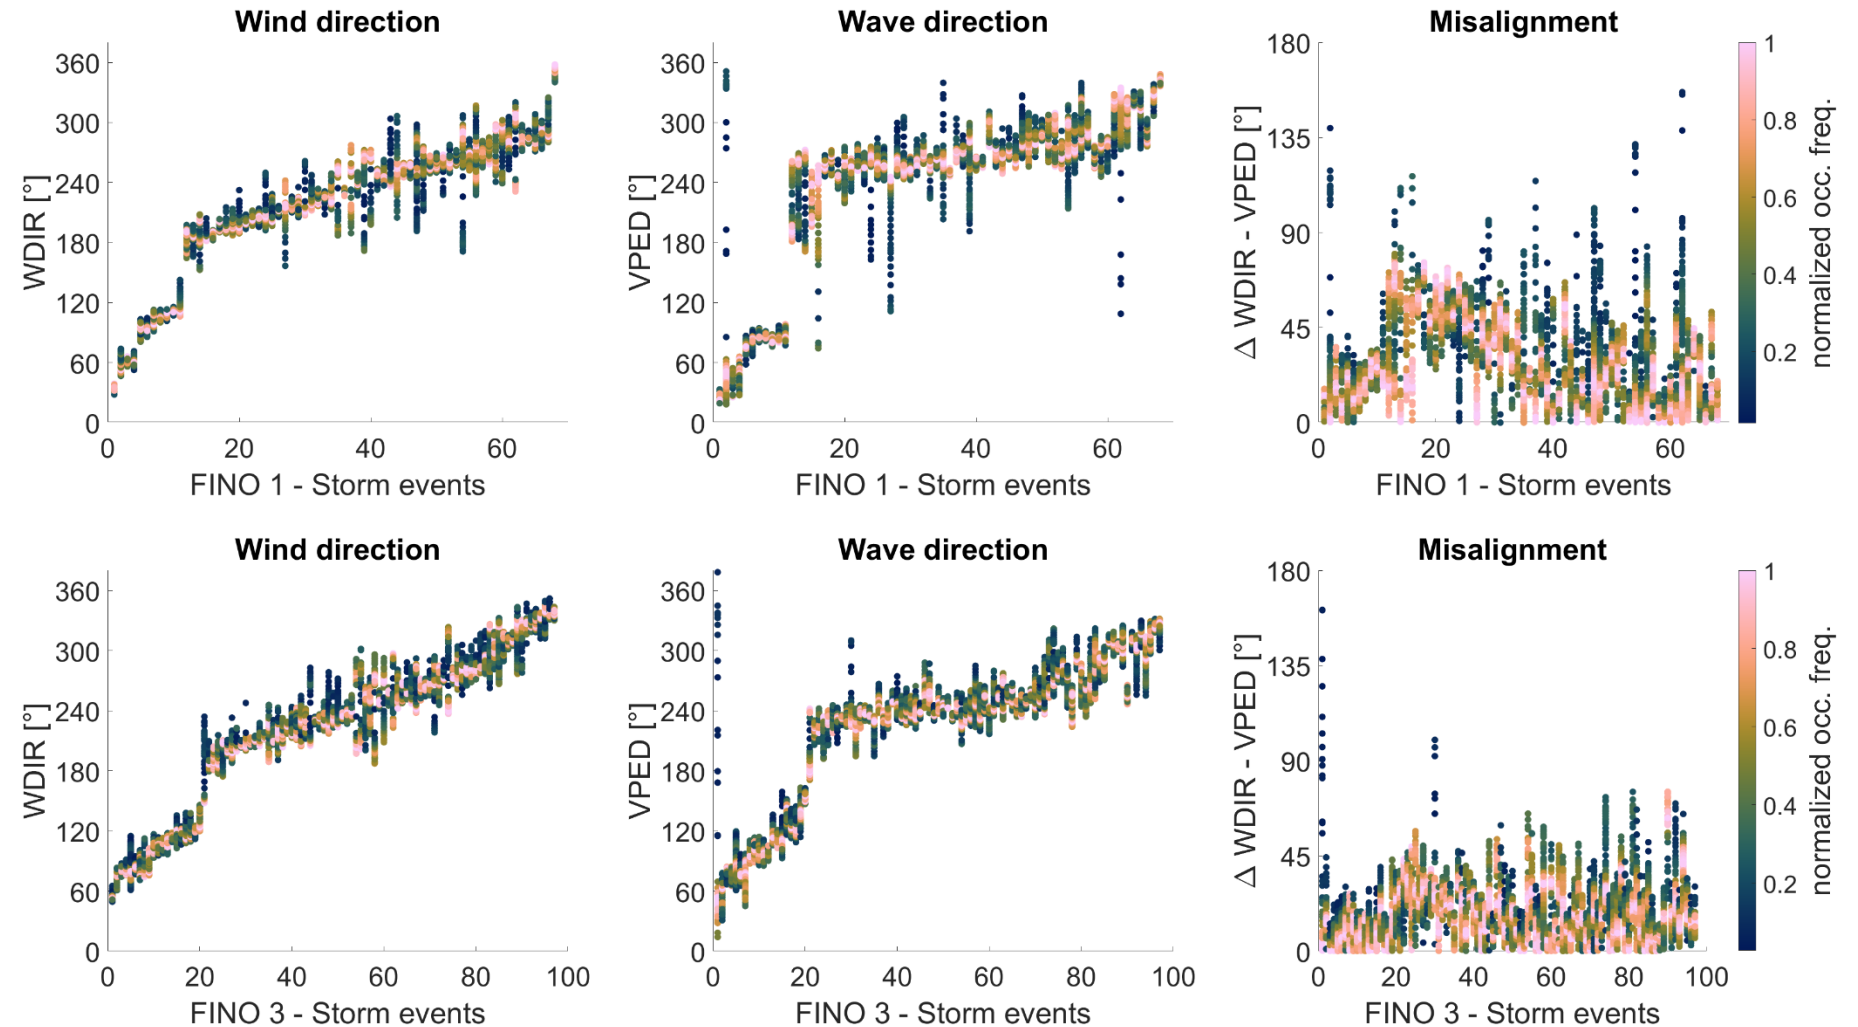 Wind direction
WDIR [°]
360
300
240
180
120
60
0
0 20 40 60
FINO 1 - Storm events
Wave direction
VPED [°]
360
300
240
180
120
60
0
0 20 40 60
FINO 1 - Storm events
Misalignment
Δ WDIR - VPED [°]
180
135
90
45
0
0 20 40 60
FINO 1 - Storm events
1
0.8
0.6
0.4
0.2
normalized occ. freq.
Wind direction
WDIR [°]
360
300
240
180
120
60
0
0 20 40 60 80 100
FINO 3 - Storm events
Wave direction
VPED [°]
360
300
240
180
120
60
0
0 20 40 60 80 100
FINO 3 - Storm events
Misalignment
Δ WDIR - VPED [°]
180
135
90
45
0
0 20 40 60 80 100
FINO 3 - Storm events
1
0.8
0.6
0.4
0.2
normalized occ. freq.